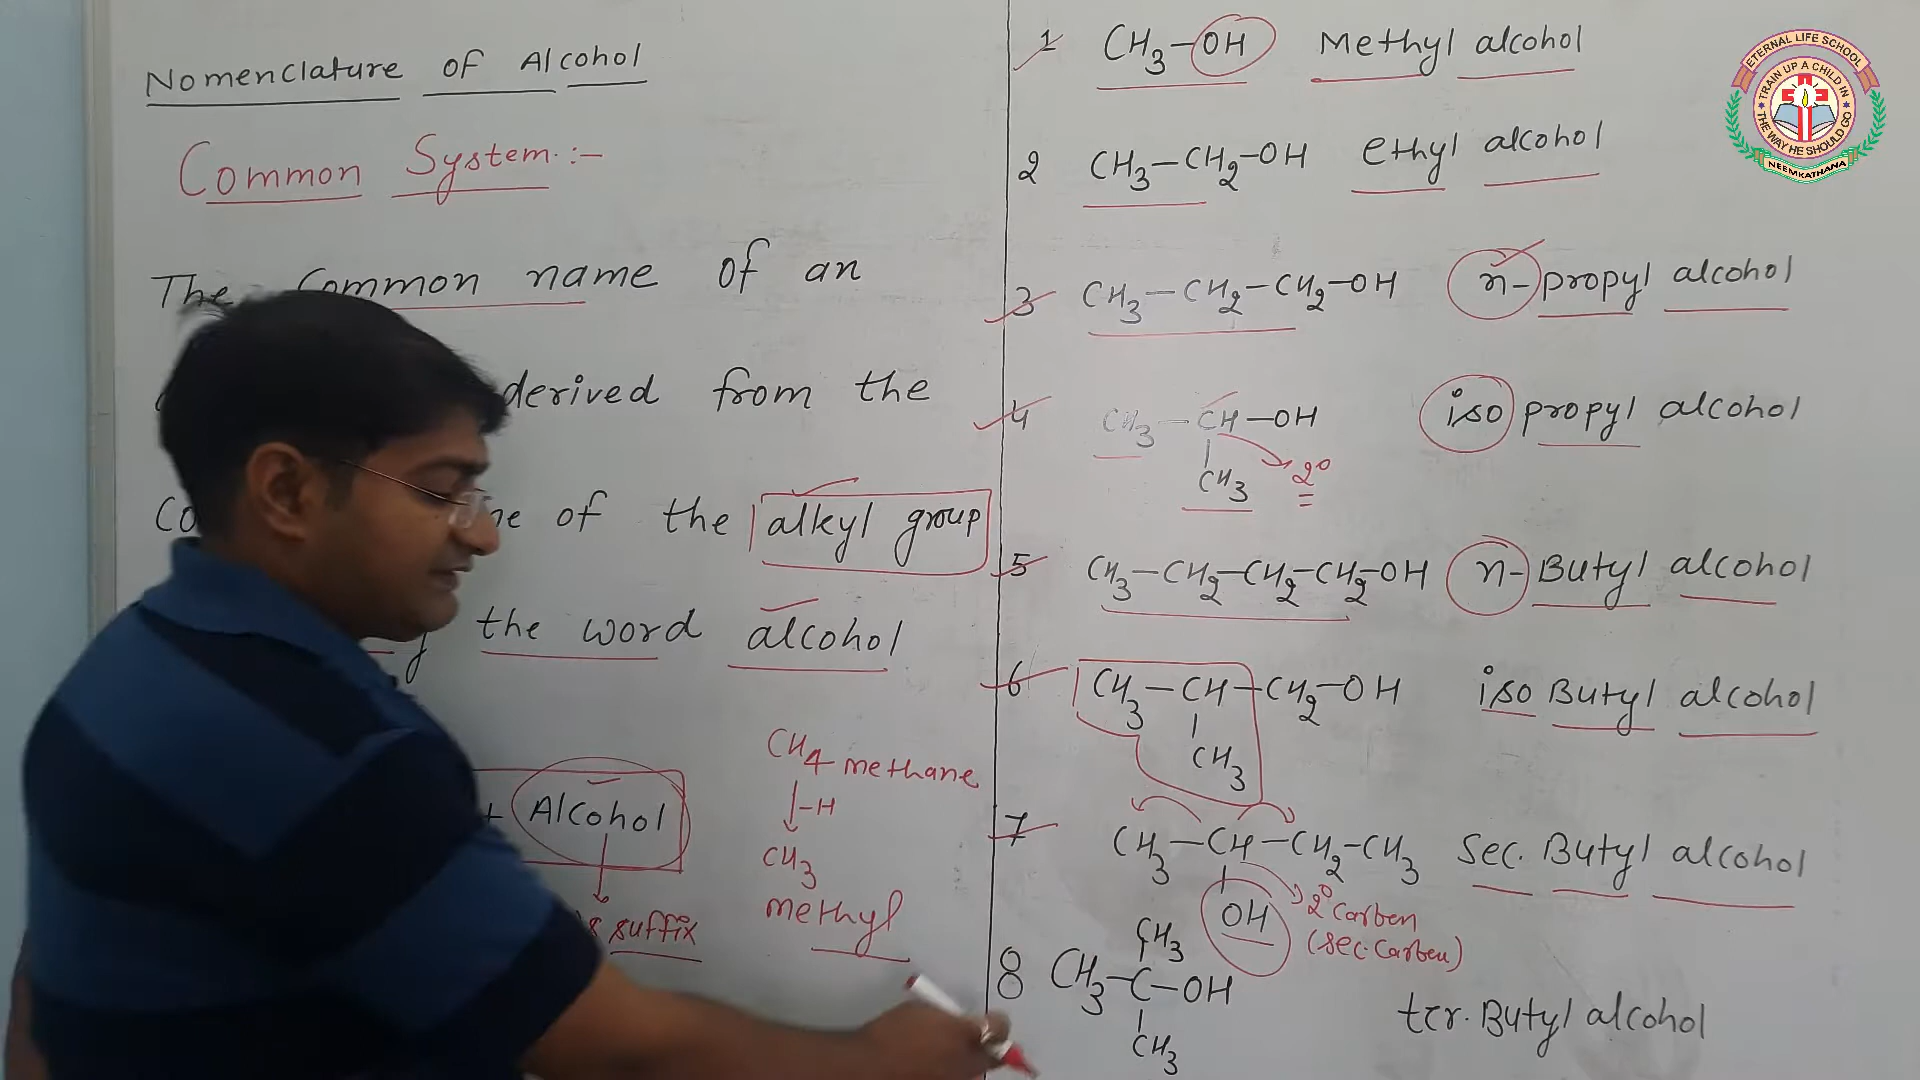 Nomenclature of Alcohol
Common System :-
The Common name of an
derived from the
of the alkyl group
the word alcohol
+ Alcohol
suffix
CH4 methane
-H
CH3
methyl
1 CH3-OH Methyl alcohol
2 CH3-CH2-OH ethyl alcohol
3 CH3-CH2-CH2-OH n-propyl alcohol
4 CH3-CH-OH iso propyl alcohol
CH3 2°
5 CH3-CH2-CH2-CH2-OH n-Butyl alcohol
6 CH3-CH-CH2-OH iso Butyl alcohol
CH3
7 CH3-CH-CH2-CH3 Sec. Butyl alcohol
OH 2° Carben
(sec. Carben)
CH3
8 CH3-C-OH
CH3
ter. Butyl alcohol
ETERNAL LIFE SCHOOL
TRAIN UP A CHILD IN
THE WAY HE SHOULD GO
NEEMKATHANA